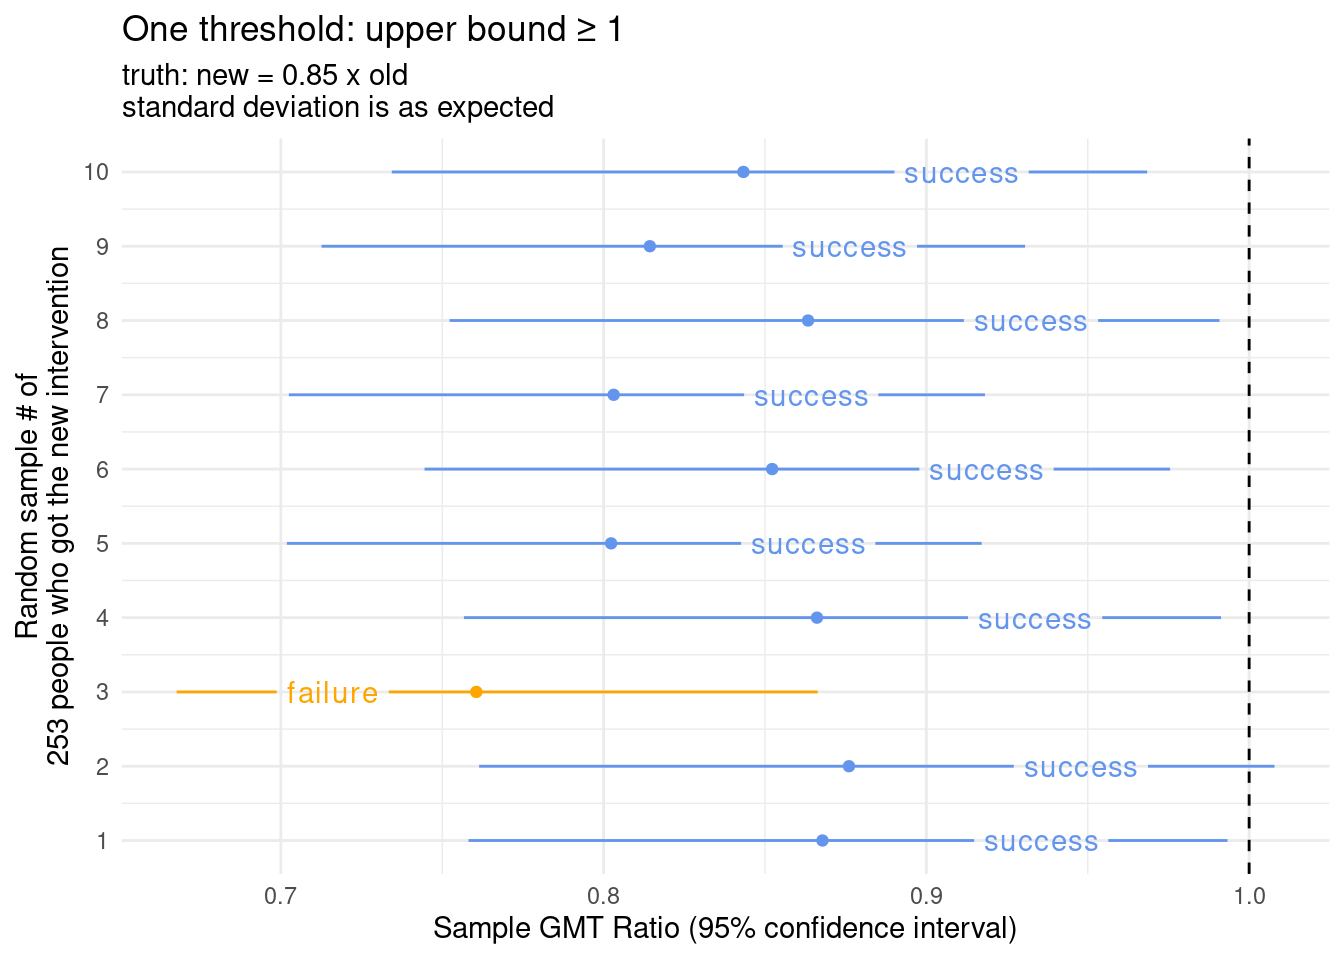 One threshold: upper bound ≥ 1
truth: new = 0.85 x old
standard deviation is as expected
Random sample # of
253 people who got the new intervention
10
success
9
success
8
success
7
success
6
success
5
success
4
success
3
failure
2
success
1
success
0.7 0.8 0.9 1.0
Sample GMT Ratio (95% confidence interval)